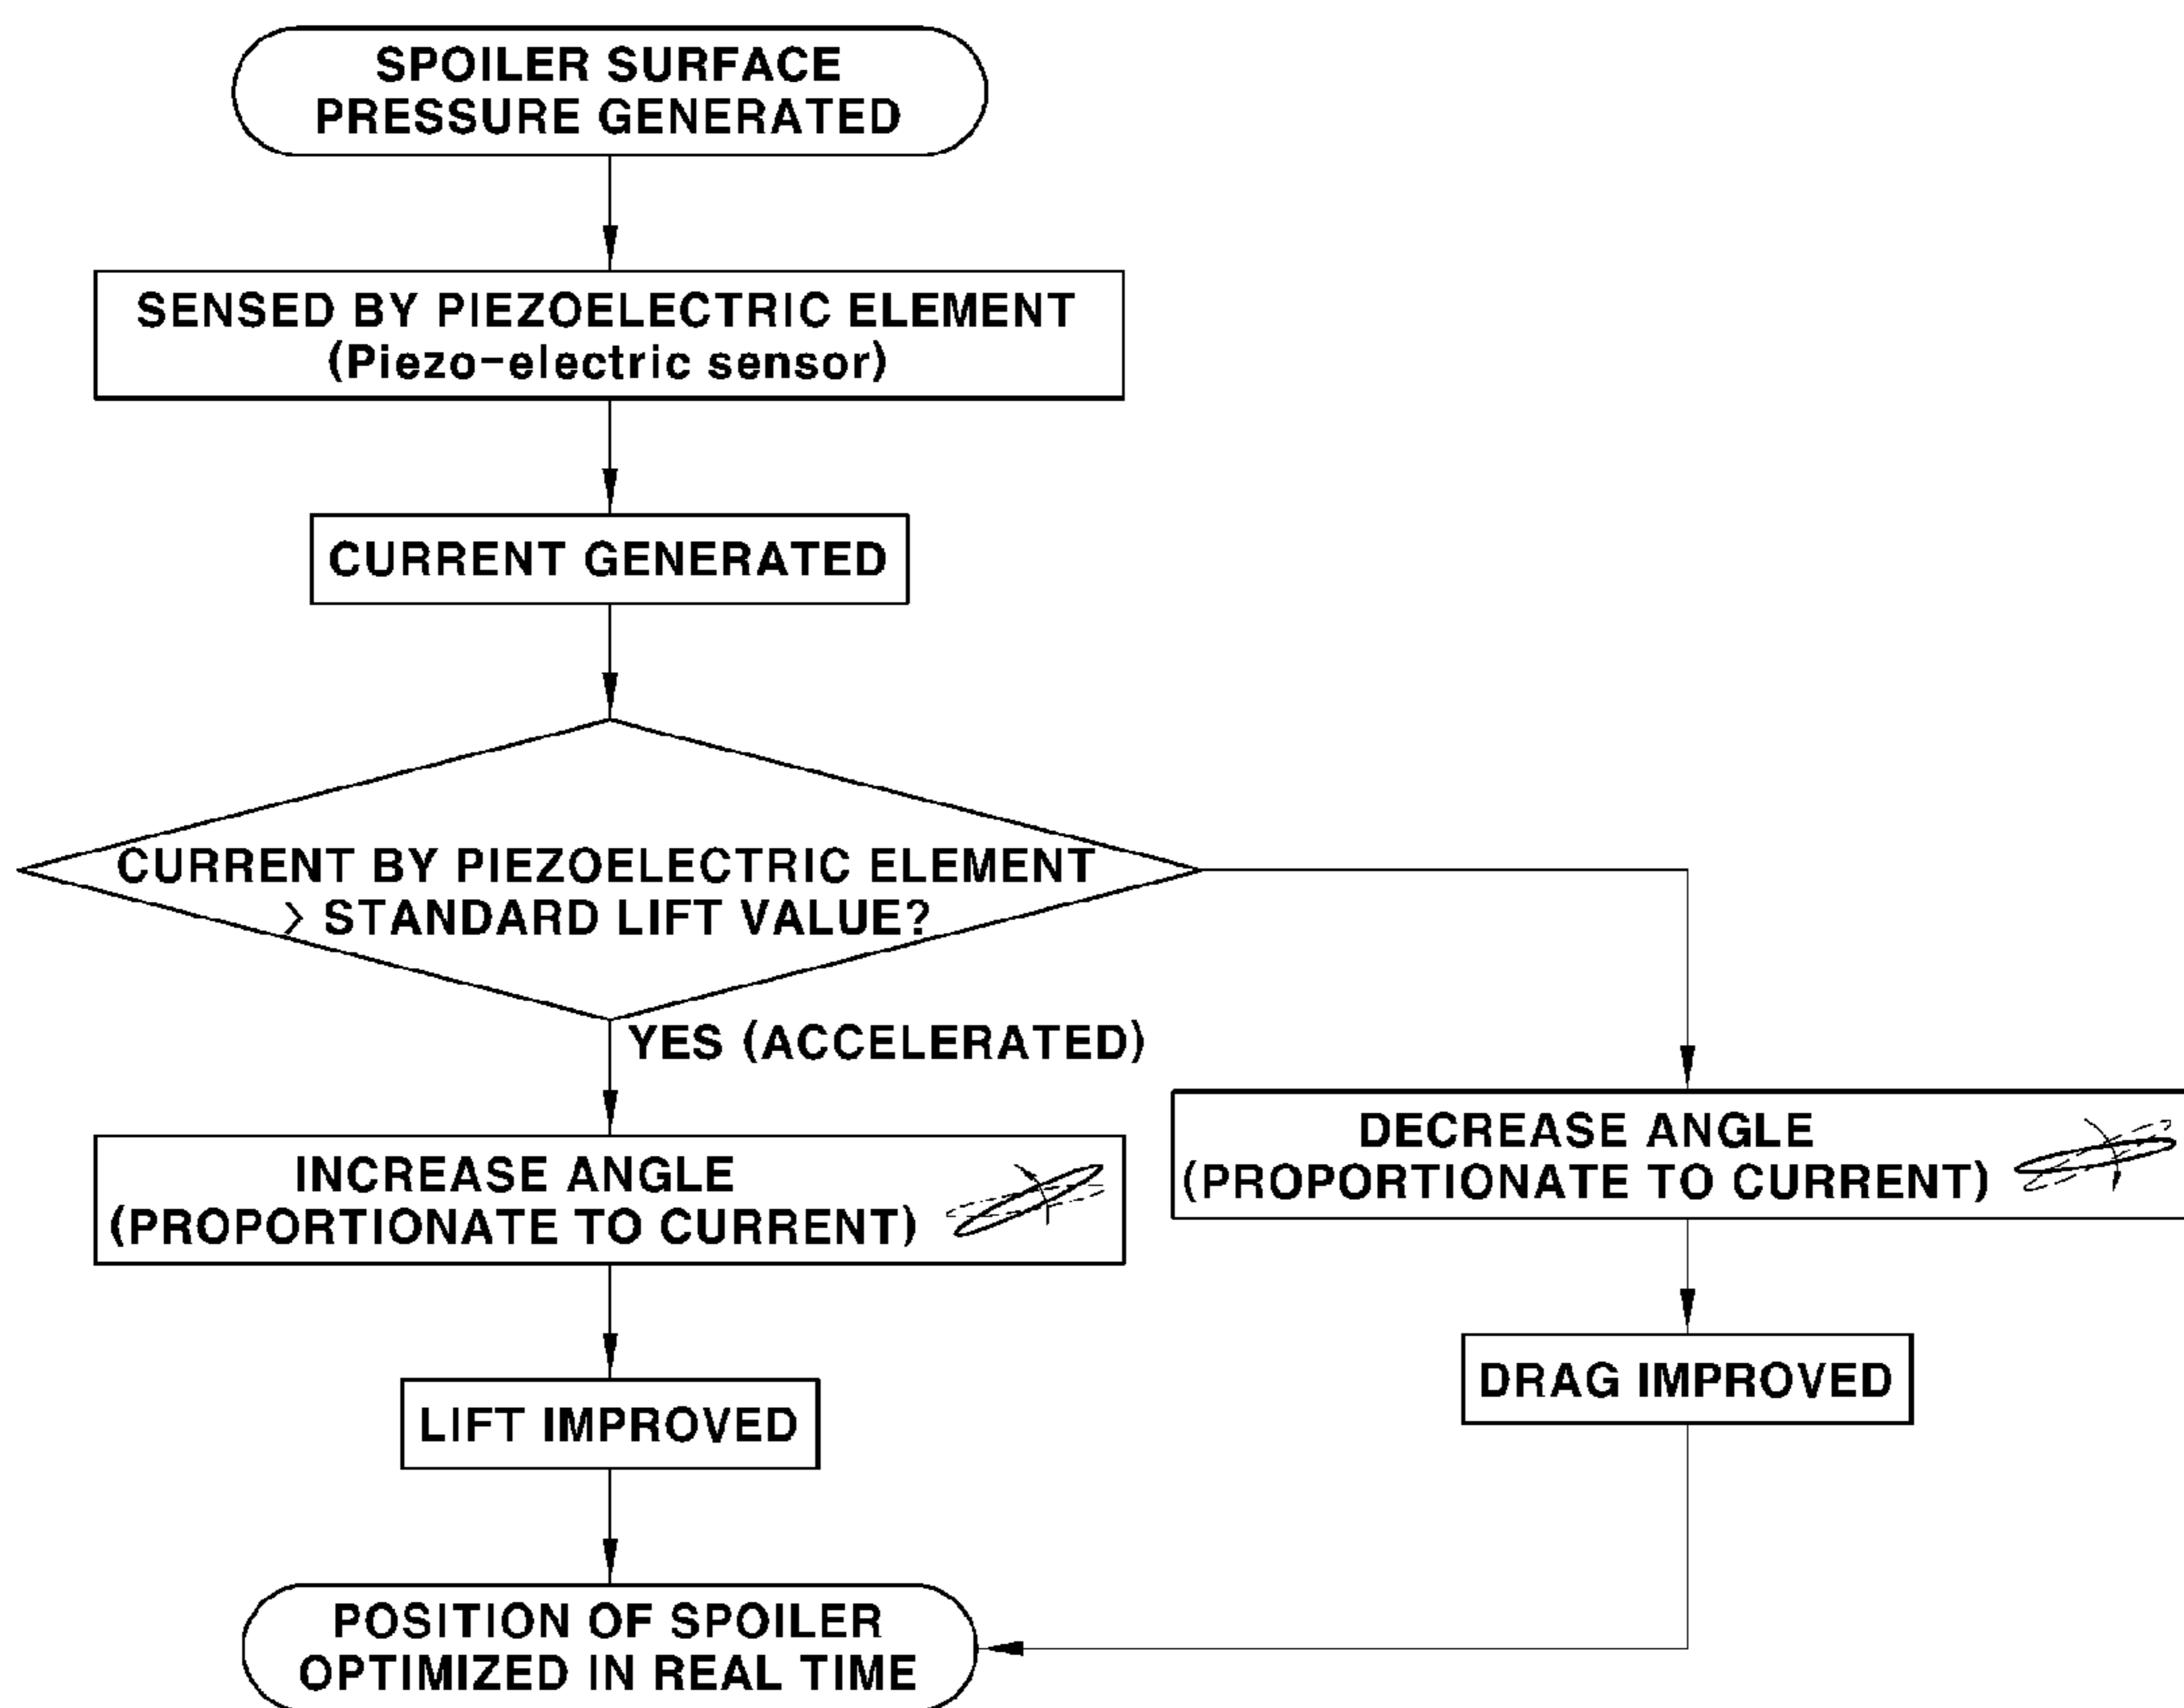 SPOILER SURFACE
PRESSURE GENERATED
SENSED BY PIEZOELECTRIC ELEMENT
(Piezo-electric sensor)
CURRENT GENERATED
CURRENT BY PIEZOELECTRIC ELEMENT
> STANDARD LIFT VALUE?
YES (ACCELERATED)
INCREASE ANGLE
(PROPORTIONATE TO CURRENT)
DECREASE ANGLE
(PROPORTIONATE TO CURRENT)
LIFT IMPROVED
DRAG IMPROVED
POSITION OF SPOILER
OPTIMIZED IN REAL TIME